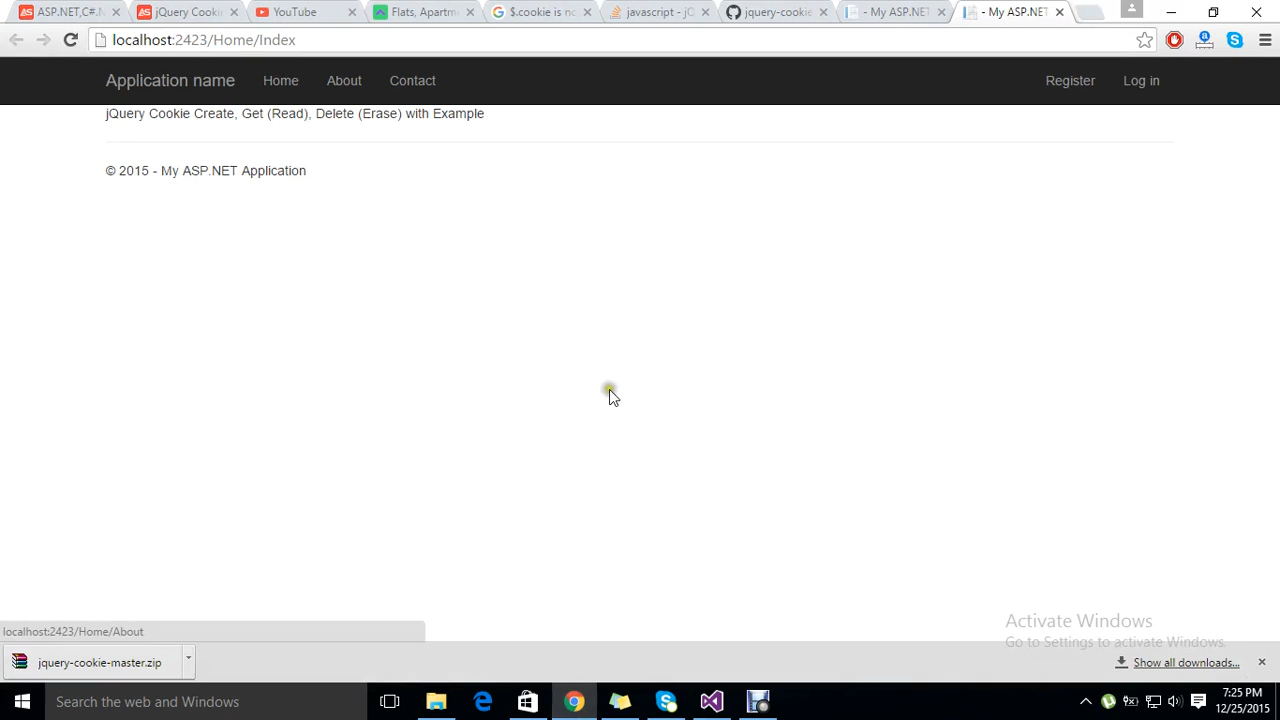 ASP.NET,C#.N
jQuery Cooki
YouTube
Flats, Apartm
$.cookie is no
javascript - jQ
jquery-cookie
- My ASP.NET
- My ASP.NET
localhost:2423/Home/Index
Application name
Home
About
Contact
Register
Log in
jQuery Cookie Create, Get (Read), Delete (Erase) with Example
© 2015 - My ASP.NET Application
Activate Windows
Go to Settings to activate Windows.
localhost:2423/Home/About
jquery-cookie-master.zip
Show all downloads...
Search the web and Windows
7:25 PM
12/25/2015